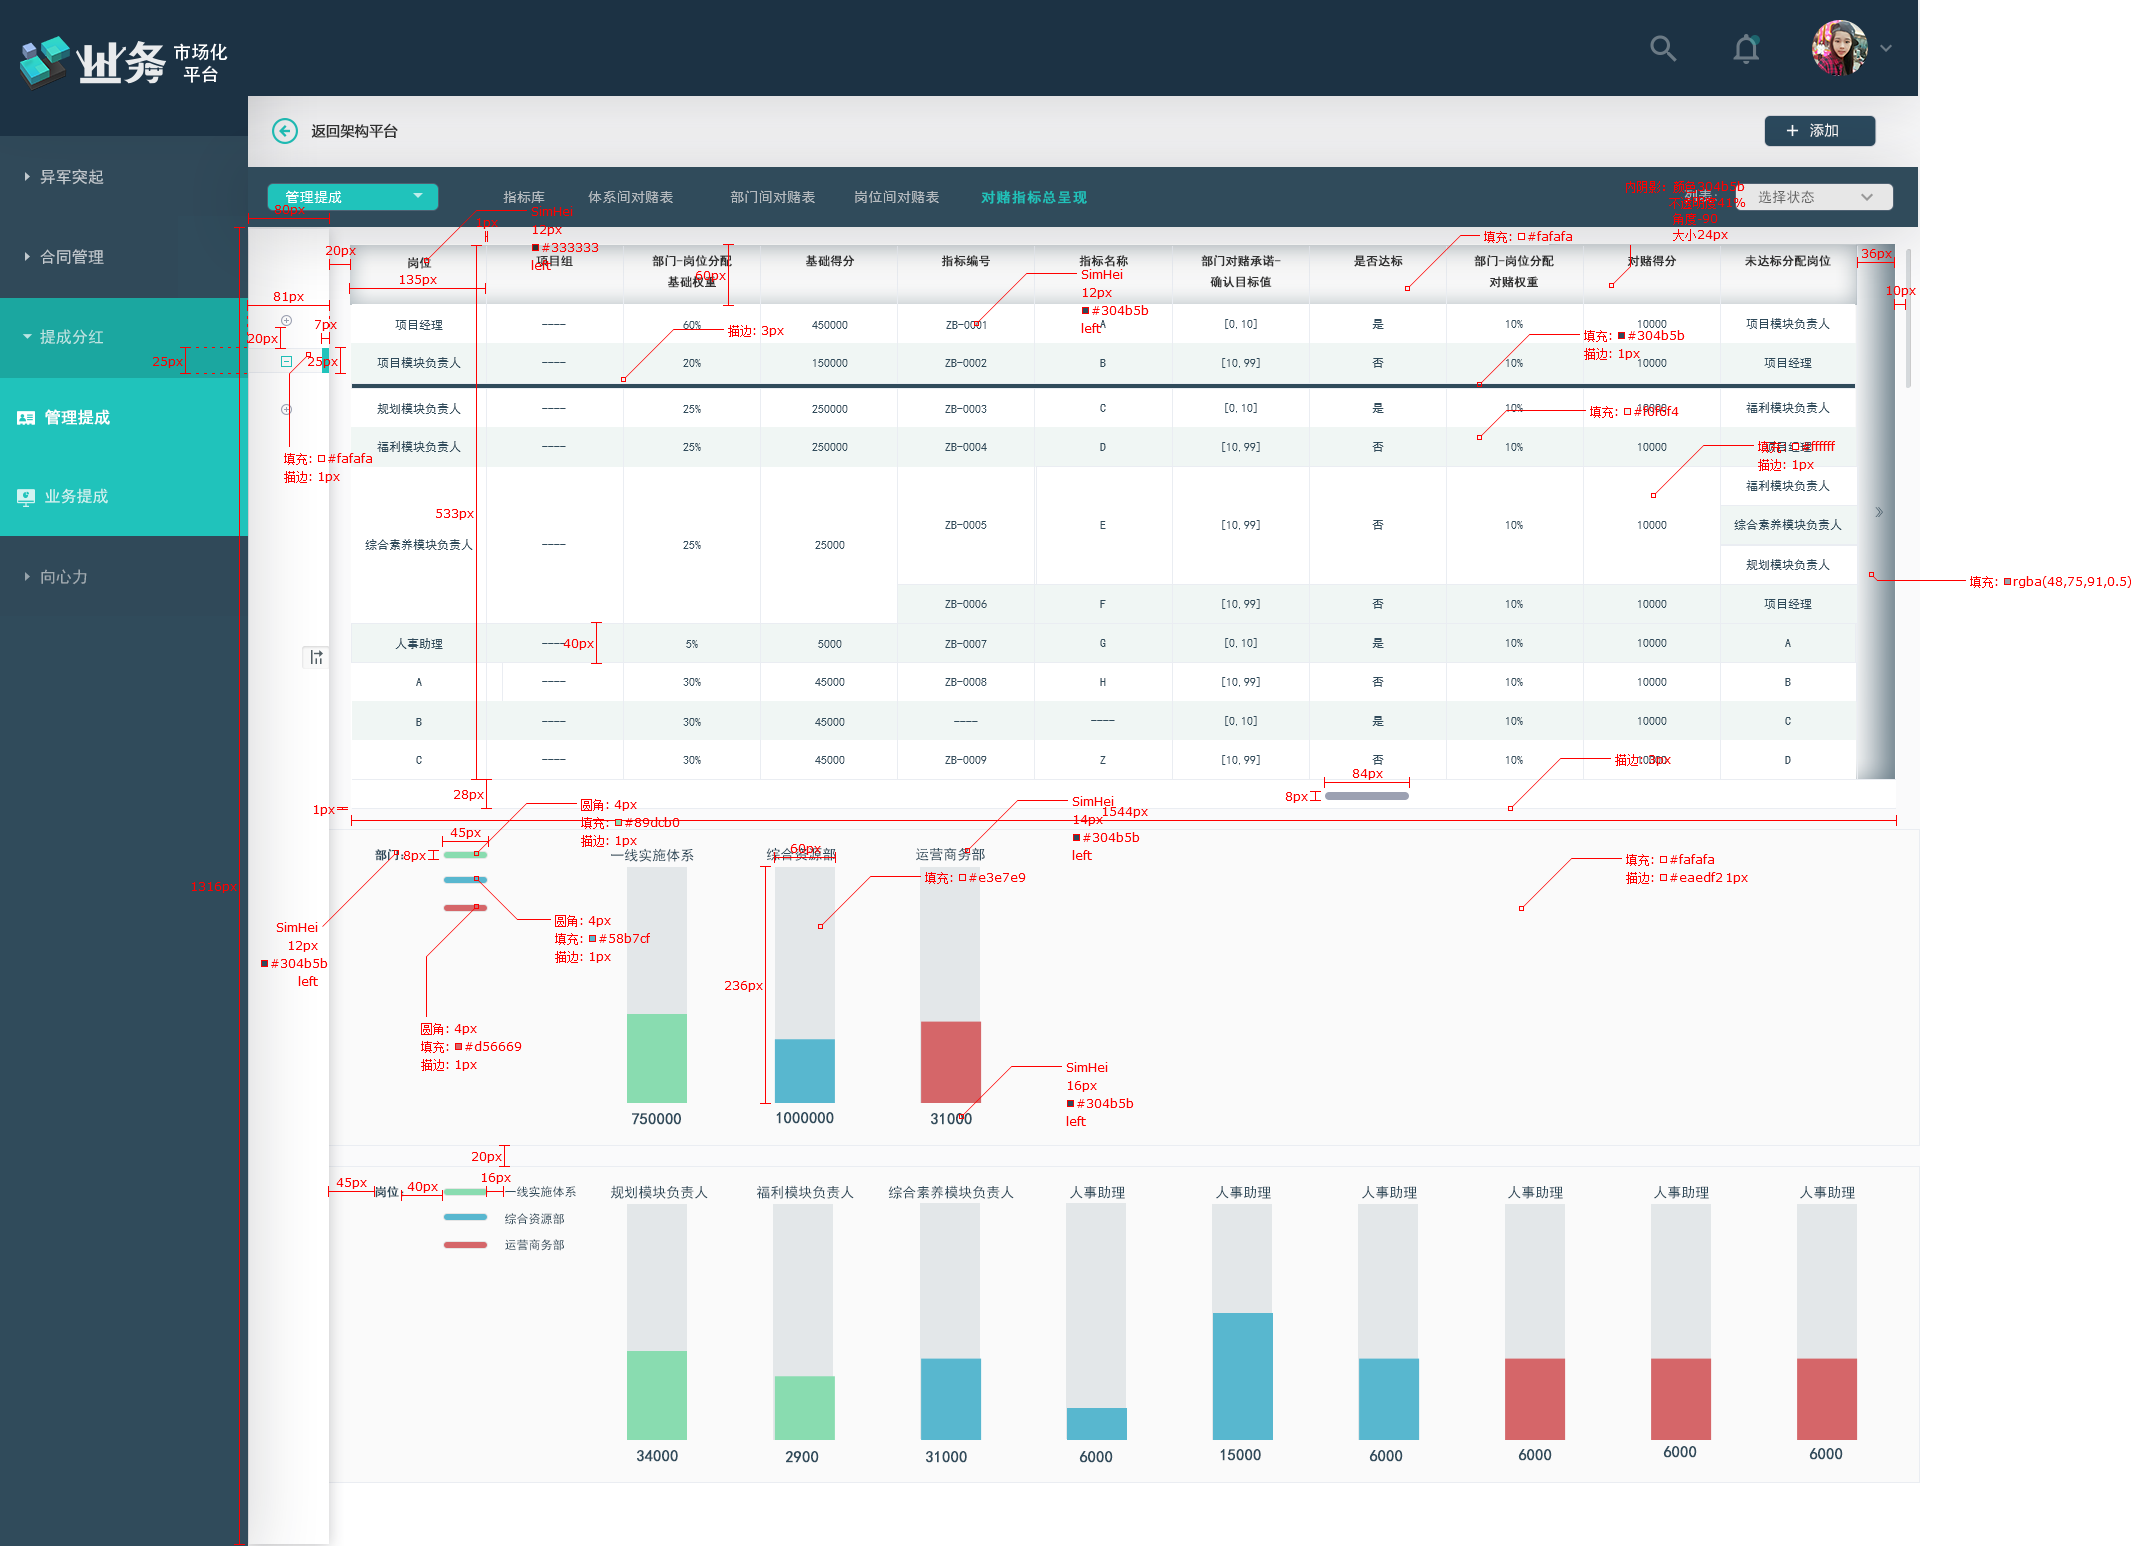 业务 市场化
平台
返回架构平台
+ 添加
异军突起
合同管理
提成分红
管理提成
业务提成
向心力
管理提成
指标库 体系间对赌表 部门间对赌表 岗位间对赌表 对赌指标总呈现
列表: 选择状态
大小24px
80px
1px
SimHei
12px
#333333
left
20px
135px
60px
SimHei
12px
#304b5b
left
填充: #fafafa
36px
10px
81px
7px
20px
25px
25px
填充: #fafafa
描边: 1px
描边: 3px
填充: #304b5b
描边: 1px
填充: #f0f6f4
填充: #ffffff
描边: 1px
533px
填充: rgba(48,75,91,0.5)
40px
岗位 项目组 部门-岗位分配 基础权重 基础得分 指标编号 指标名称 部门对赌承诺- 确认目标值 是否达标 部门-岗位分配 对赌权重 对赌得分 未达标分配岗位
项目经理 ---- 60% 450000 ZB-0001 A [0,10] 是 10% 10000 项目经理
项目模块负责人 ---- 20% 150000 ZB-0002 B [10,99] 否 10% 10000 项目经理
规划模块负责人 ---- 25% 250000 ZB-0003 C [0,10] 是 10% 10000 福利模块负责人
福利模块负责人 ---- 25% 250000 ZB-0004 D [10,99] 否 10% 10000 项目经理
综合素养模块负责人 ---- 25% 25000 ZB-0005 E [10,99] 否 10% 10000 福利模块负责人
综合素养模块负责人
规划模块负责人
ZB-0006 F [10,99] 否 10% 10000 项目经理
人事助理 ---- 5% 5000 ZB-0007 G [0,10] 是 10% 10000 A
A ---- 30% 45000 ZB-0008 H [10,99] 否 10% 10000 B
B ---- 30% 45000 ---- ---- [0,10] 是 10% 10000 C
C ---- 30% 45000 ZB-0009 Z [10,99] 否 10% 10000 D
描边: 3px
28px
84px
8px
1px
1544px
圆角: 4px
填充: #89dcb0
描边: 1px
SimHei
14px
#304b5b
left
45px
部门: 8px
一线实施体系 综合资源部 运营商务部
60px
填充: #e3e7e9
填充: #fafafa
描边: #eaedf2 1px
1316px
SimHei
12px
#304b5b
left
圆角: 4px
填充: #58b7cf
描边: 1px
236px
圆角: 4px
填充: #d56669
描边: 1px
SimHei
16px
#304b5b
left
750000 1000000 31000
20px
45px 岗位: 40px 16px
一线实施体系
综合资源部
运营商务部
规划模块负责人 福利模块负责人 综合素养模块负责人 人事助理 人事助理 人事助理 人事助理 人事助理 人事助理
34000 2900 31000 6000 15000 6000 6000 6000 6000